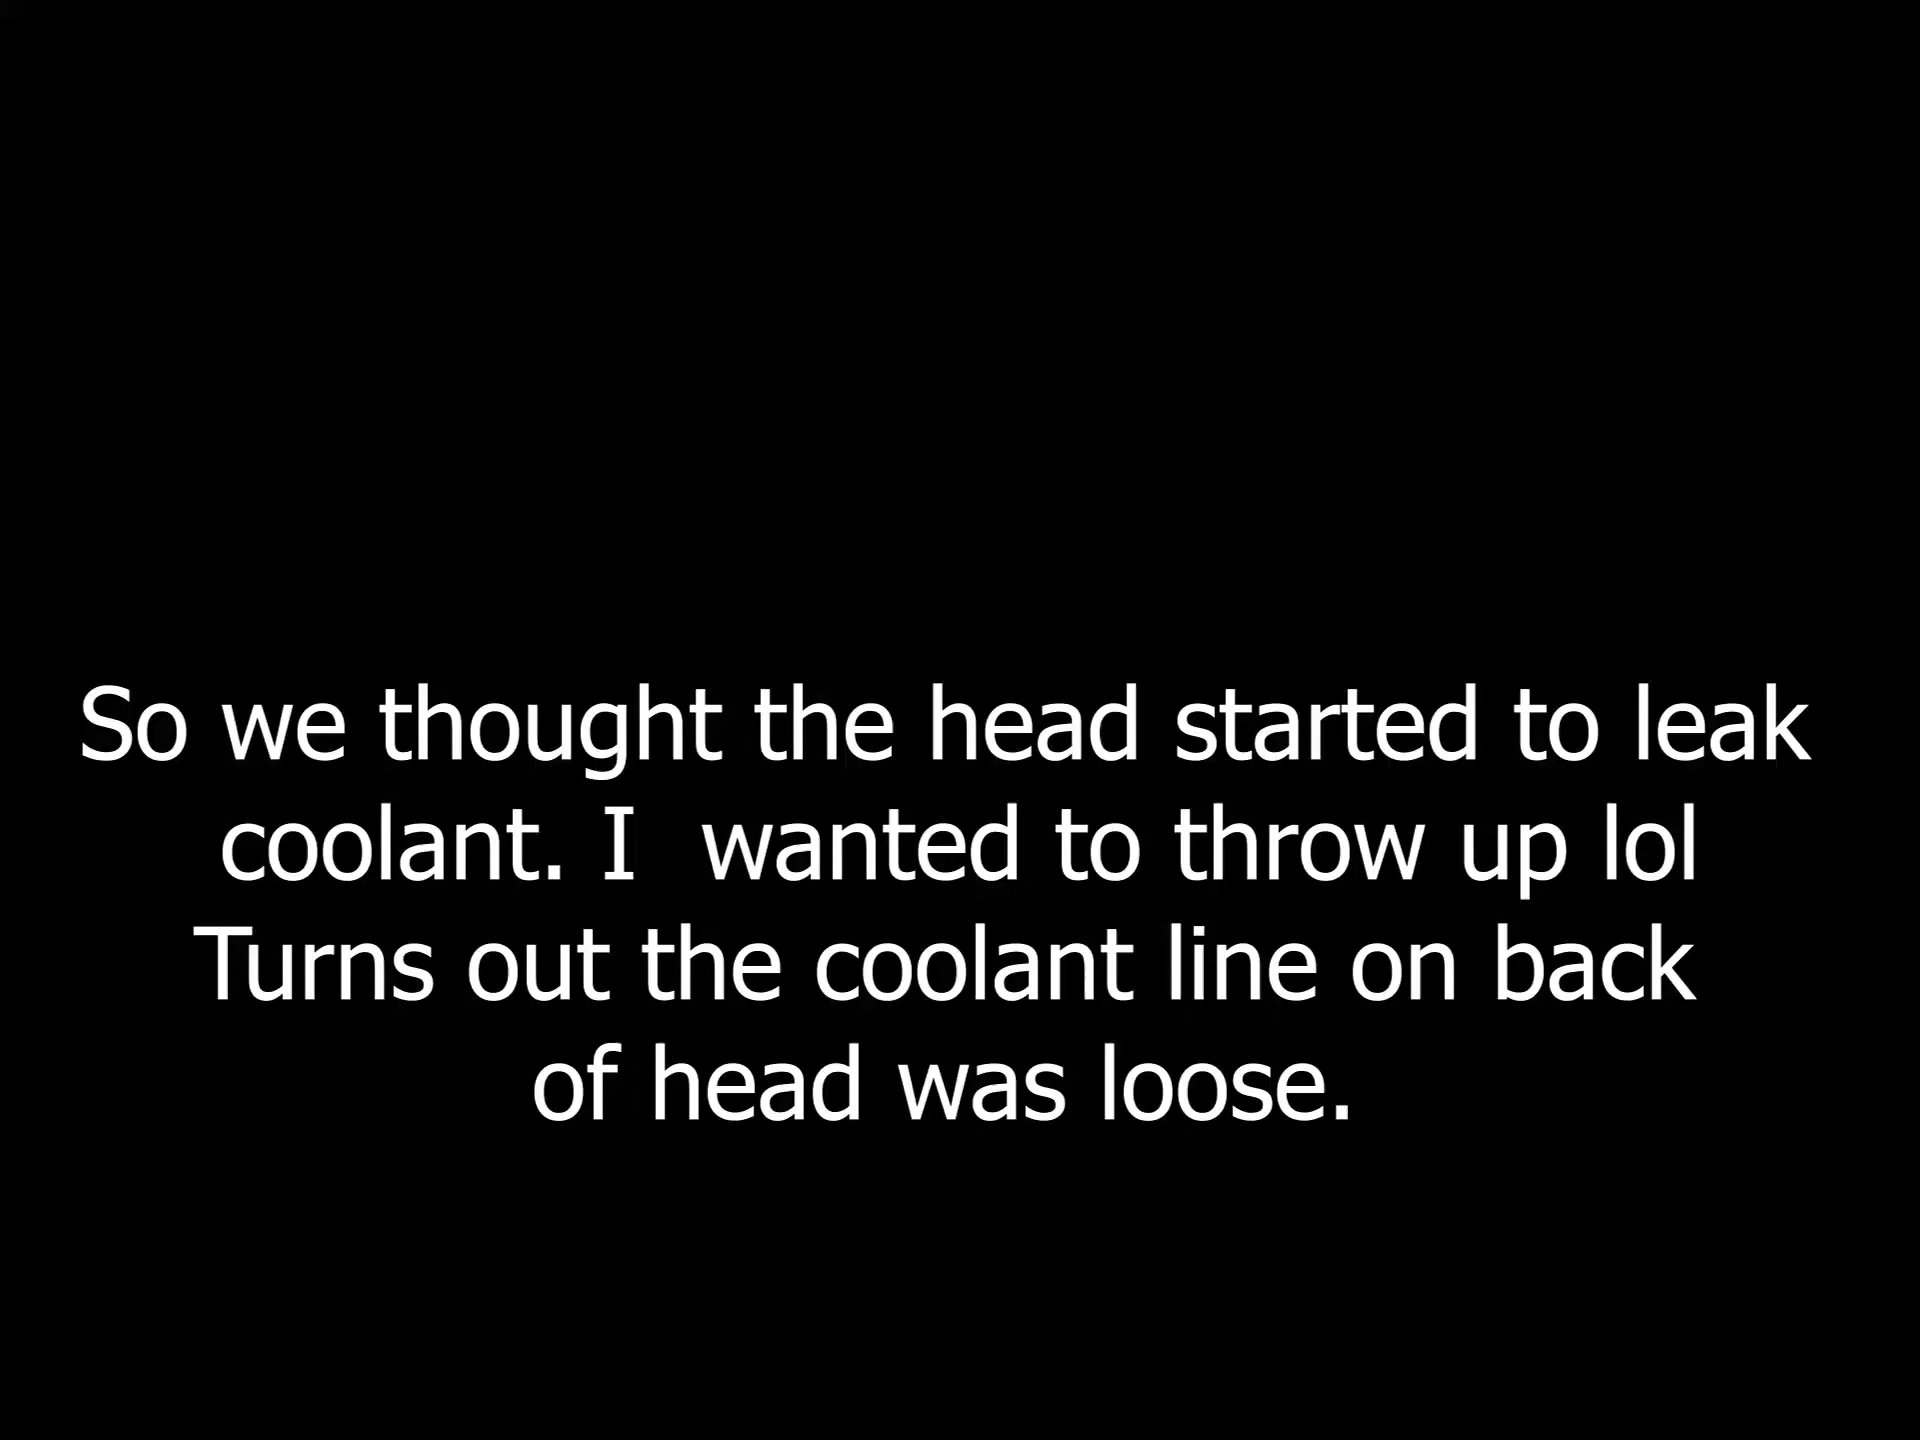 So we thought the head started to leak
coolant. I  wanted to throw up lol
Turns out the coolant line on back
of head was loose.